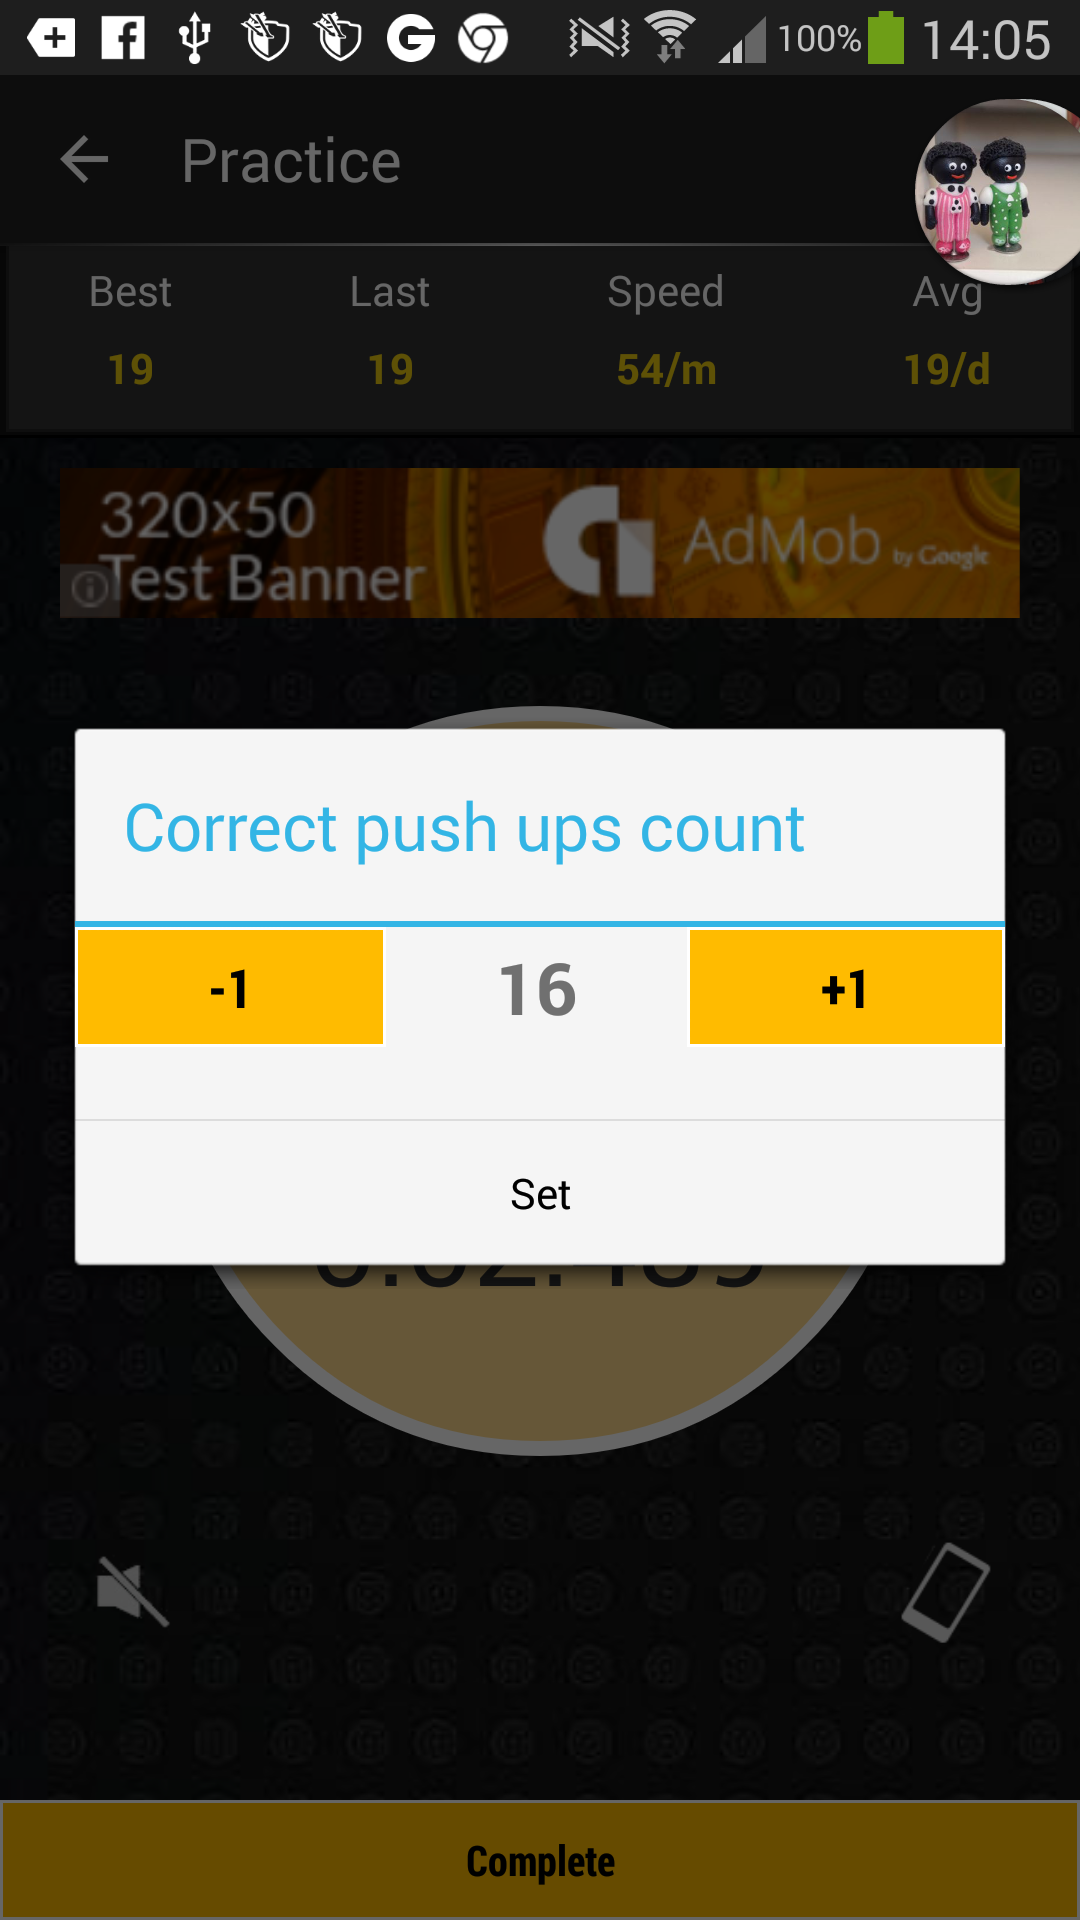 100% 14:05
Practice
Best Last Speed Avg
19 19 54/m 19/d
320x50
Test Banner
AdMob by Google
Correct push ups count
-1 16 +1
Set
Complete